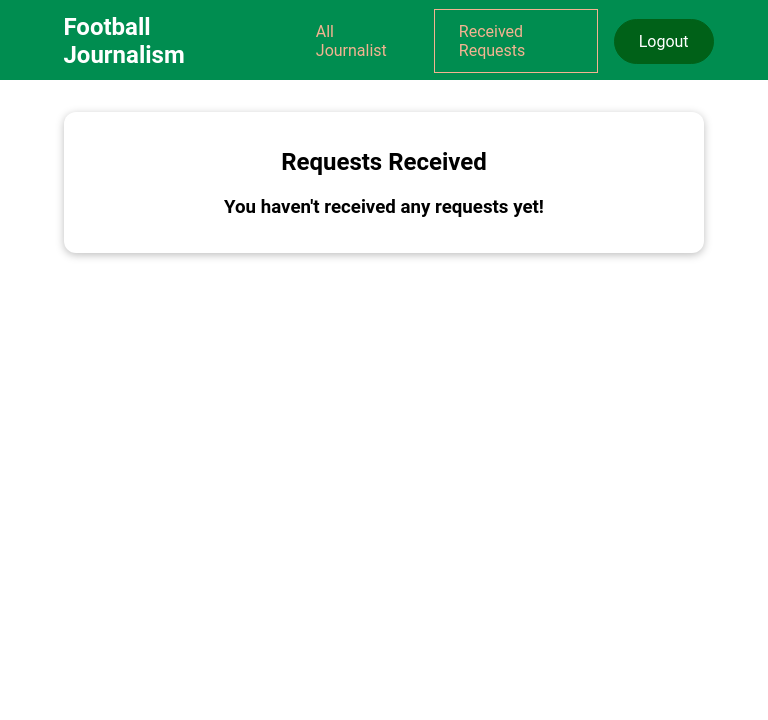 Football
Journalism
All
Journalist
Received
Requests
Logout
Requests Received
You haven't received any requests yet!